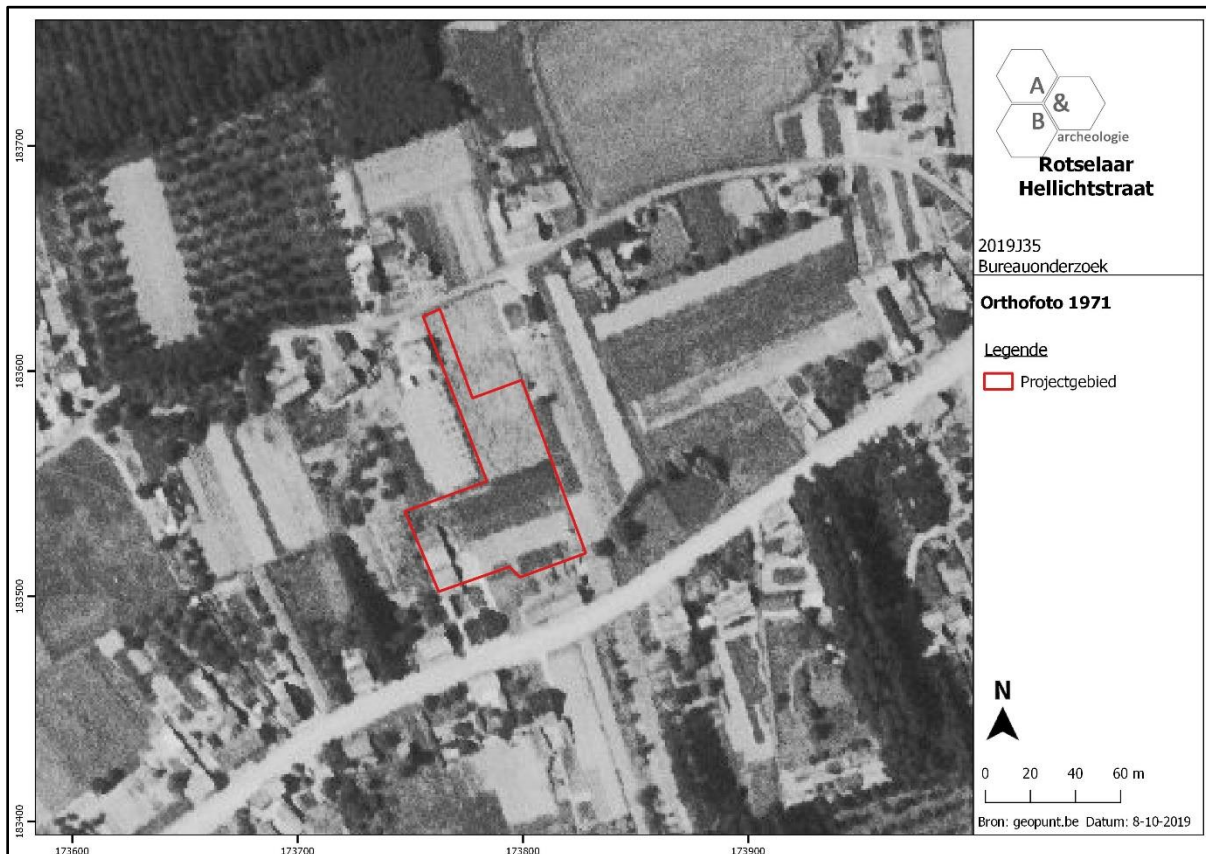 A
&
B
archeologie
Rotselaar
Hellichtstraat
2019J35
Bureauonderzoek
Orthofoto 1971
Legende
Projectgebied
N
0 20 40 60 m
Bron: geopunt.be Datum: 8-10-2019
183700
183600
183500
183400
173600 173700 173800 173900